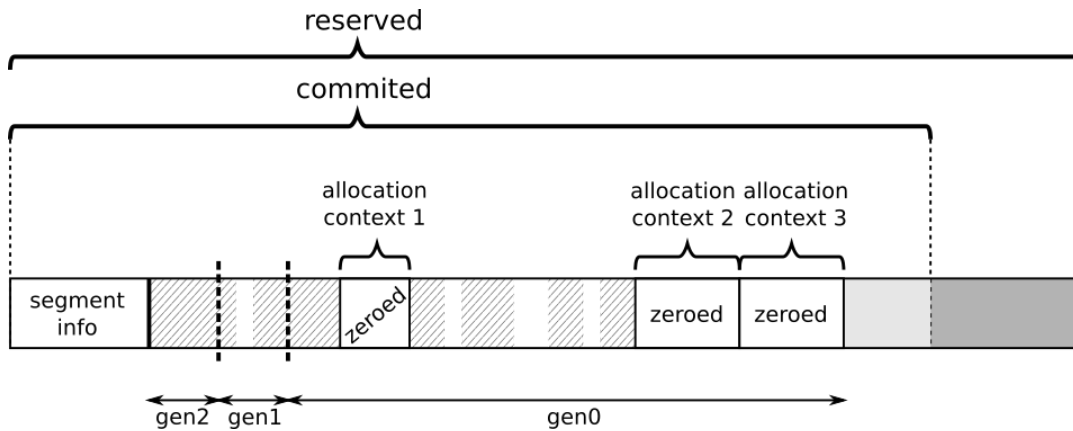 reserved
commited
allocation
context 1
allocation
context 2
allocation
context 3
segment
info
zeroed
zeroed
zeroed
gen2
gen1
gen0